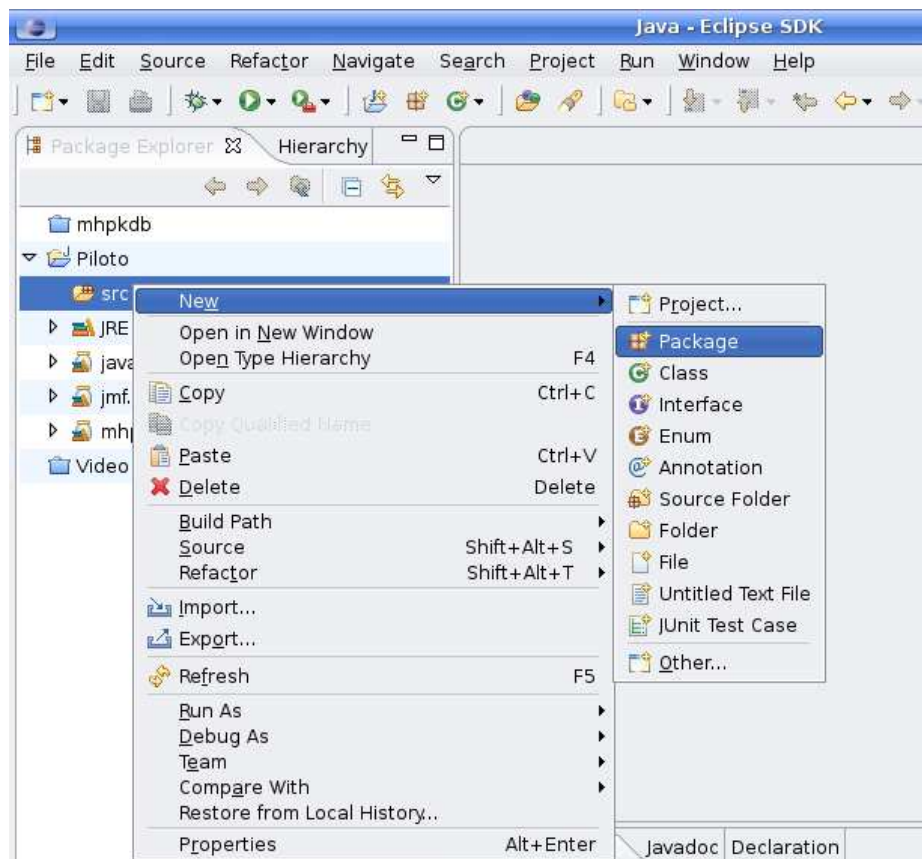 Java - Eclipse SDK
File Edit Source Refactor Navigate Search Project Run Window Help
Package Explorer Hierarchy
mhpkdb
Piloto
src
JRE
java
jmf.
mhp
Video
New
Open in New Window
Open Type Hierarchy F4
Copy Ctrl+C
Copy Qualified Name
Paste Ctrl+V
Delete Delete
Build Path
Source Shift+Alt+S
Refactor Shift+Alt+T
Import...
Export...
Refresh F5
Run As
Debug As
Team
Compare With
Restore from Local History...
Properties Alt+Enter
Project...
Package
Class
Interface
Enum
Annotation
Source Folder
Folder
File
Untitled Text File
JUnit Test Case
Other...
Javadoc Declaration